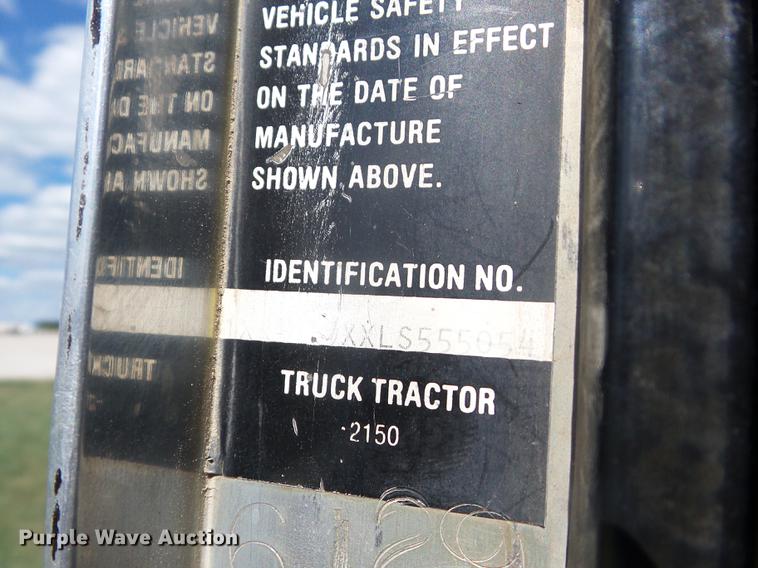 VEHICLE SAFETY
STANDARDS IN EFFECT
ON THE DATE OF
MANUFACTURE
SHOWN ABOVE.
IDENTIFICATION NO.
XXLS555054
TRUCK TRACTOR
2150
Purple Wave Auction